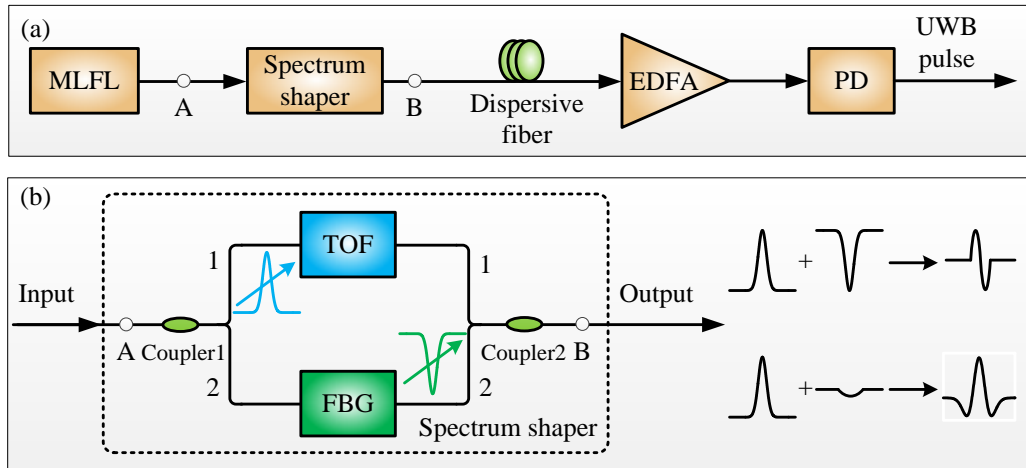 (a)
MLFL
A
Spectrum
shaper
B
Dispersive
fiber
EDFA
PD
UWB
pulse
(b)
Input
A
Coupler1
1
2
TOF
FBG
1
2
Coupler2
B
Spectrum shaper
Output
+
+